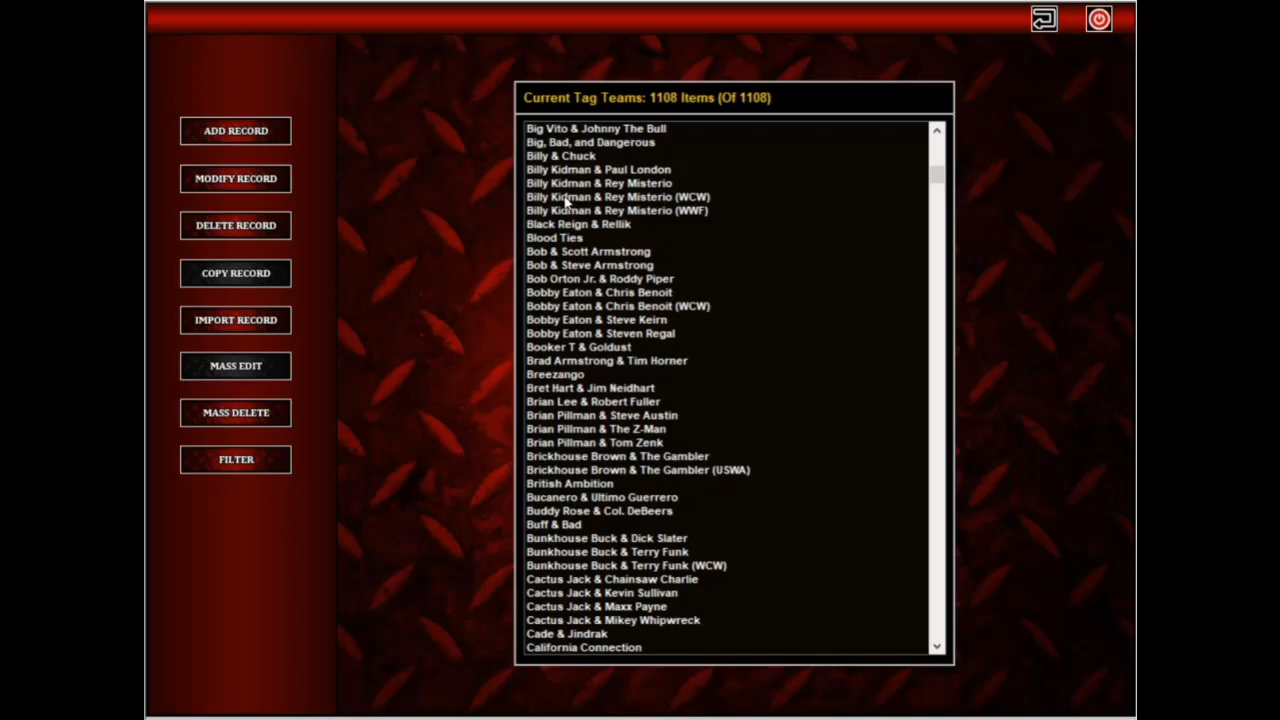 Current Tag Teams: 1108 Items (Of 1108)
ADD RECORD
MODIFY RECORD
DELETE RECORD
COPY RECORD
IMPORT RECORD
MASS EDIT
MASS DELETE
FILTER
Big Vito & Johnny The Bull
Big, Bad, and Dangerous
Billy & Chuck
Billy Kidman & Paul London
Billy Kidman & Rey Misterio
Billy Kidman & Rey Misterio (WCW)
Billy Kidman & Rey Misterio (WWF)
Black Reign & Rellik
Blood Ties
Bob & Scott Armstrong
Bob & Steve Armstrong
Bob Orton Jr. & Roddy Piper
Bobby Eaton & Chris Benoit
Bobby Eaton & Chris Benoit (WCW)
Bobby Eaton & Steve Keirn
Bobby Eaton & Steven Regal
Booker T & Goldust
Brad Armstrong & Tim Horner
Breezango
Bret Hart & Jim Neidhart
Brian Lee & Robert Fuller
Brian Pillman & Steve Austin
Brian Pillman & The Z-Man
Brian Pillman & Tom Zenk
Brickhouse Brown & The Gambler
Brickhouse Brown & The Gambler (USWA)
British Ambition
Bucanero & Ultimo Guerrero
Buddy Rose & Col. DeBeers
Buff & Bad
Bunkhouse Buck & Dick Slater
Bunkhouse Buck & Terry Funk
Bunkhouse Buck & Terry Funk (WCW)
Cactus Jack & Chainsaw Charlie
Cactus Jack & Kevin Sullivan
Cactus Jack & Maxx Payne
Cactus Jack & Mikey Whipwreck
Cade & Jindrak
California Connection